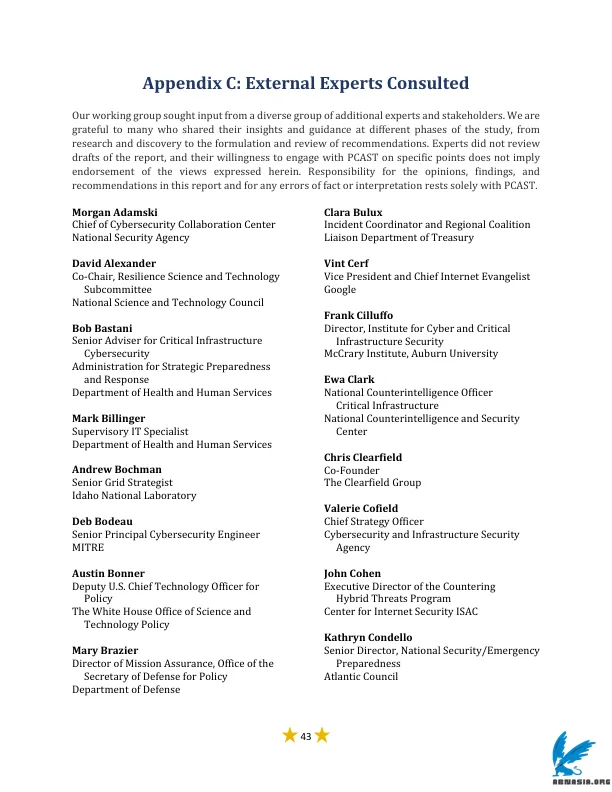 Appendix C: External Experts Consulted
Our working group sought input from a diverse group of additional experts and stakeholders. We are
grateful to many who shared their insights and guidance at different phases of the study, from
research and discovery to the formulation and review of recommendations. Experts did not review
drafts of the report, and their willingness to engage with PCAST on specific points does not imply
endorsement of the views expressed herein. Responsibility for the opinions, findings, and
recommendations in this report and for any errors of fact or interpretation rests solely with PCAST.
Morgan Adamski
Chief of Cybersecurity Collaboration Center
National Security Agency
David Alexander
Co-Chair, Resilience Science and Technology
Subcommittee
National Science and Technology Council
Bob Bastani
Senior Adviser for Critical Infrastructure
Cybersecurity
Administration for Strategic Preparedness
and Response
Department of Health and Human Services
Mark Billinger
Supervisory IT Specialist
Department of Health and Human Services
Andrew Bochman
Senior Grid Strategist
Idaho National Laboratory
Deb Bodeau
Senior Principal Cybersecurity Engineer
MITRE
Austin Bonner
Deputy U.S. Chief Technology Officer for
Policy
The White House Office of Science and
Technology Policy
Mary Brazier
Director of Mission Assurance, Office of the
Secretary of Defense for Policy
Department of Defense
Clara Bulux
Incident Coordinator and Regional Coalition
Liaison Department of Treasury
Vint Cerf
Vice President and Chief Internet Evangelist
Google
Frank Cilluffo
Director, Institute for Cyber and Critical
Infrastructure Security
McCrary Institute, Auburn University
Ewa Clark
National Counterintelligence Officer
Critical Infrastructure
National Counterintelligence and Security
Center
Chris Clearfield
Co-Founder
The Clearfield Group
Valerie Cofield
Chief Strategy Officer
Cybersecurity and Infrastructure Security
Agency
John Cohen
Executive Director of the Countering
Hybrid Threats Program
Center for Internet Security ISAC
Kathryn Condello
Senior Director, National Security/Emergency
Preparedness
Atlantic Council
43
ABNASIA.ORG